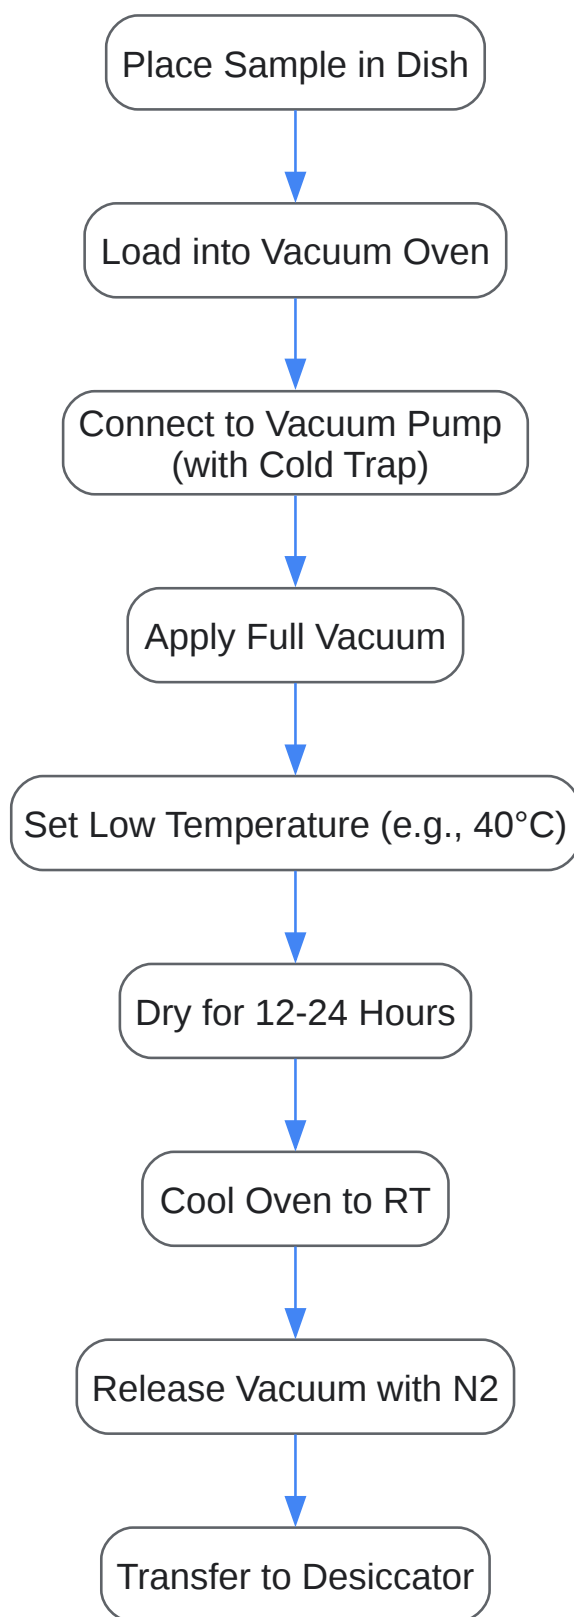 Place Sample in Dish
Load into Vacuum Oven
Connect to Vacuum Pump
(with Cold Trap)
Apply Full Vacuum
Set Low Temperature (e.g., 40°C)
Dry for 12-24 Hours
Cool Oven to RT
Release Vacuum with N2
Transfer to Desiccator